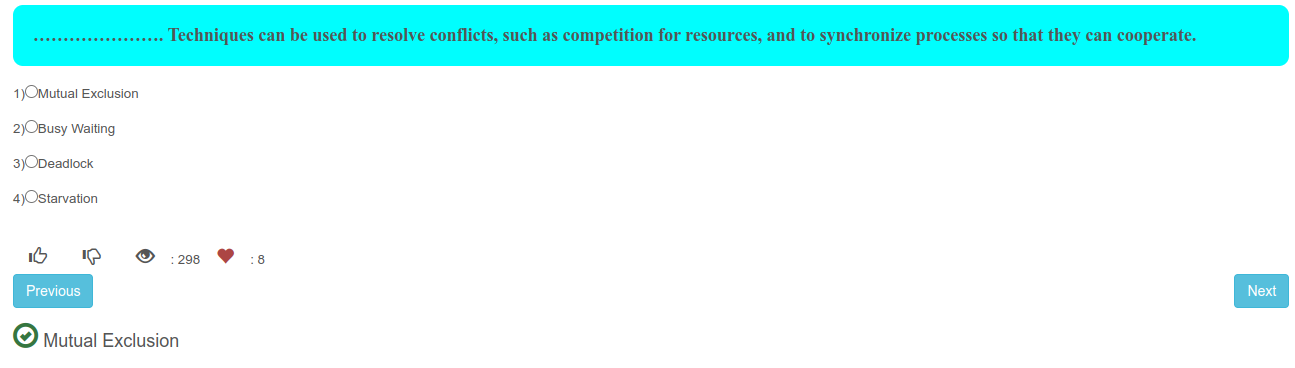 …………………. Techniques can be used to resolve conflicts, such as competition for resources, and to synchronize processes so that they can cooperate.
1)Mutual Exclusion
2)Busy Waiting
3)Deadlock
4)Starvation
: 298 : 8
Previous Next
Mutual Exclusion